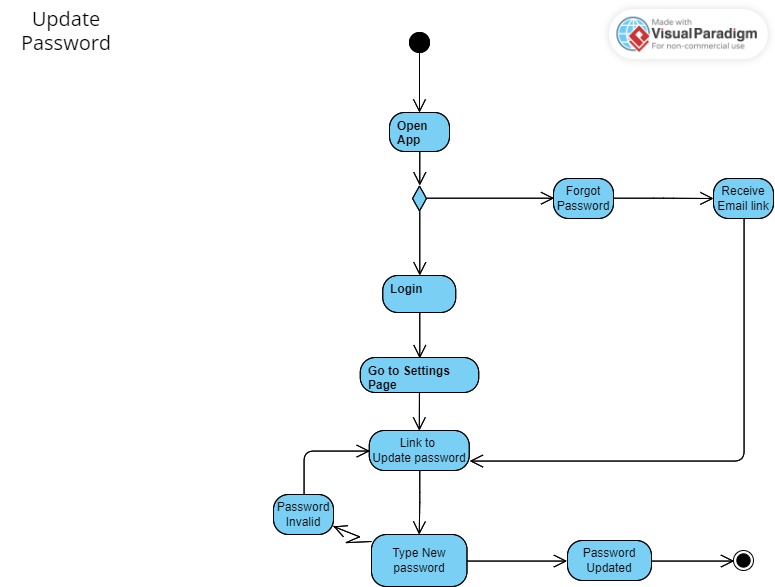 Update
Password
Made with
Visual Paradigm
For non-commercial use
Open
App
Forgot
Password
Receive
Email link
Login
Go to Settings
Page
Link to
Update password
Password
Invalid
Type New
password
Password
Updated